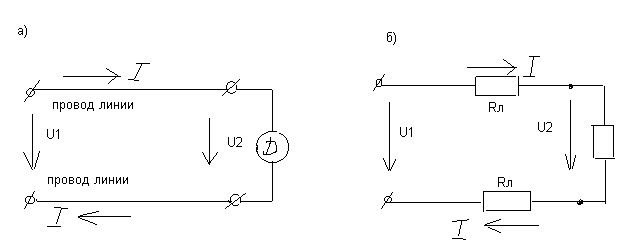 а)
I
провод линии
U1
U2
D
провод линии
I
б)
I
Rл
U1
U2
Rл
I